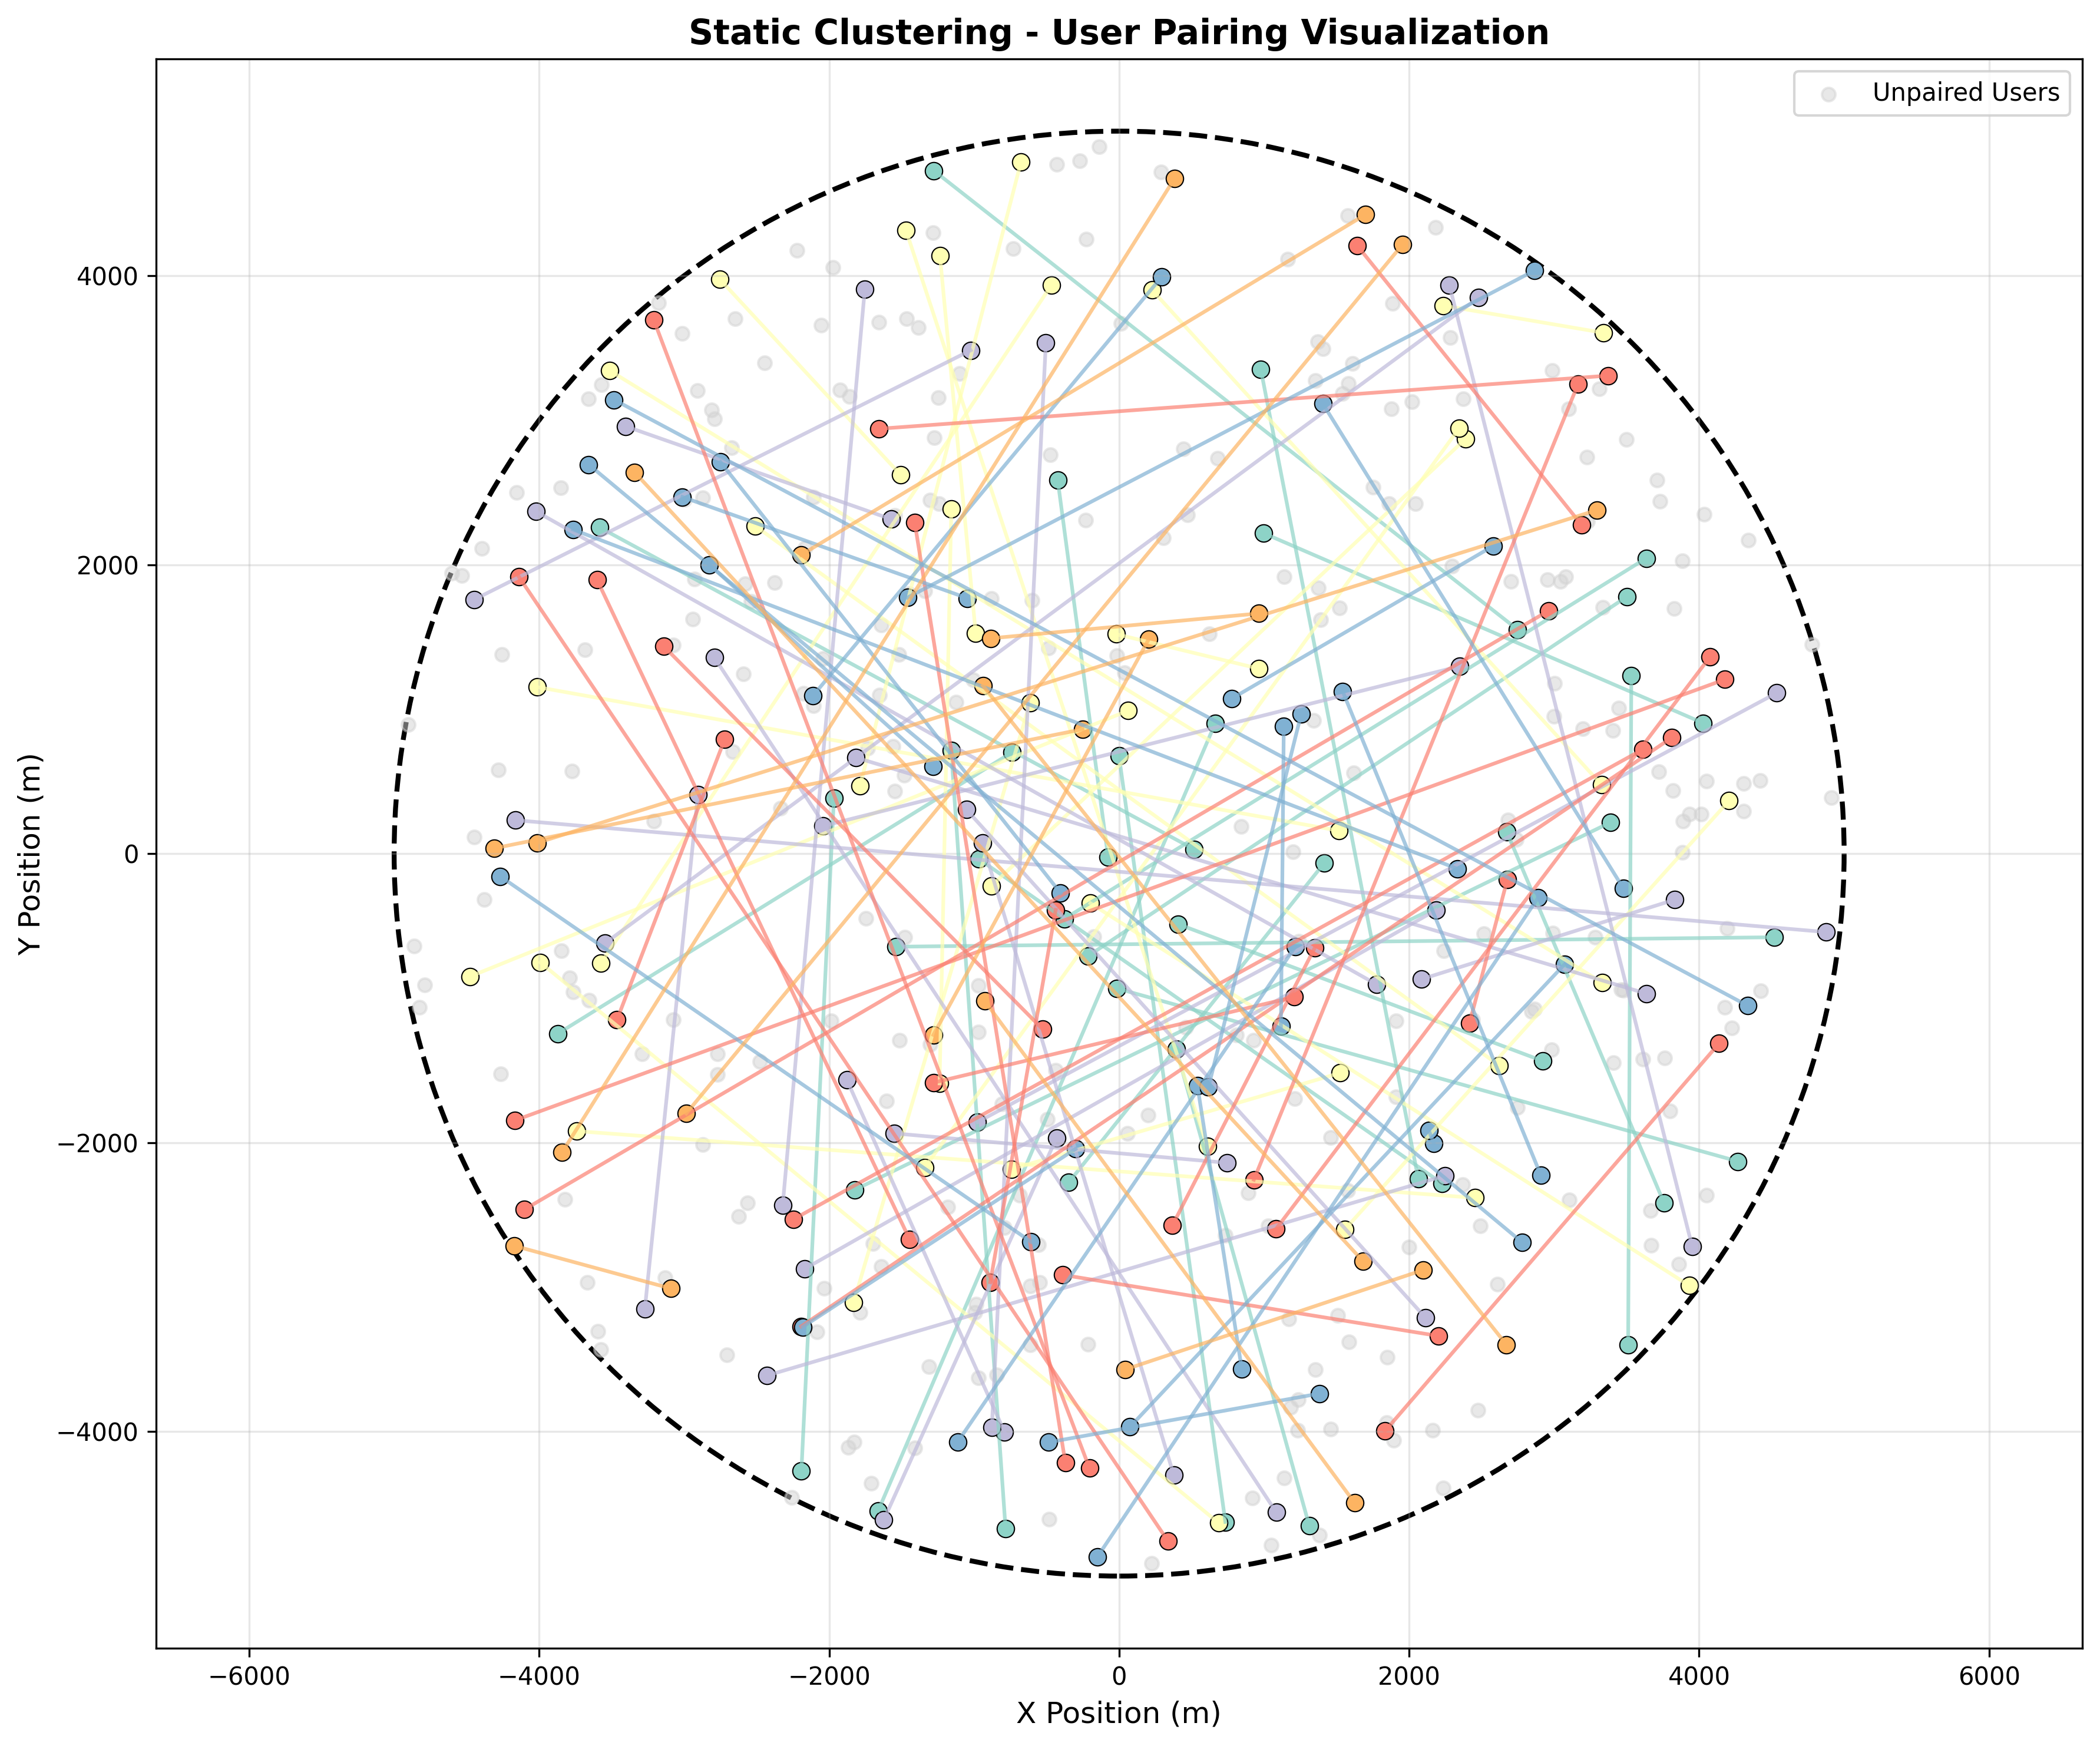 Static Clustering - User Pairing Visualization
Unpaired Users
4000
2000
0
−2000
−4000
Y Position (m)
−6000 −4000 −2000 0 2000 4000 6000
X Position (m)